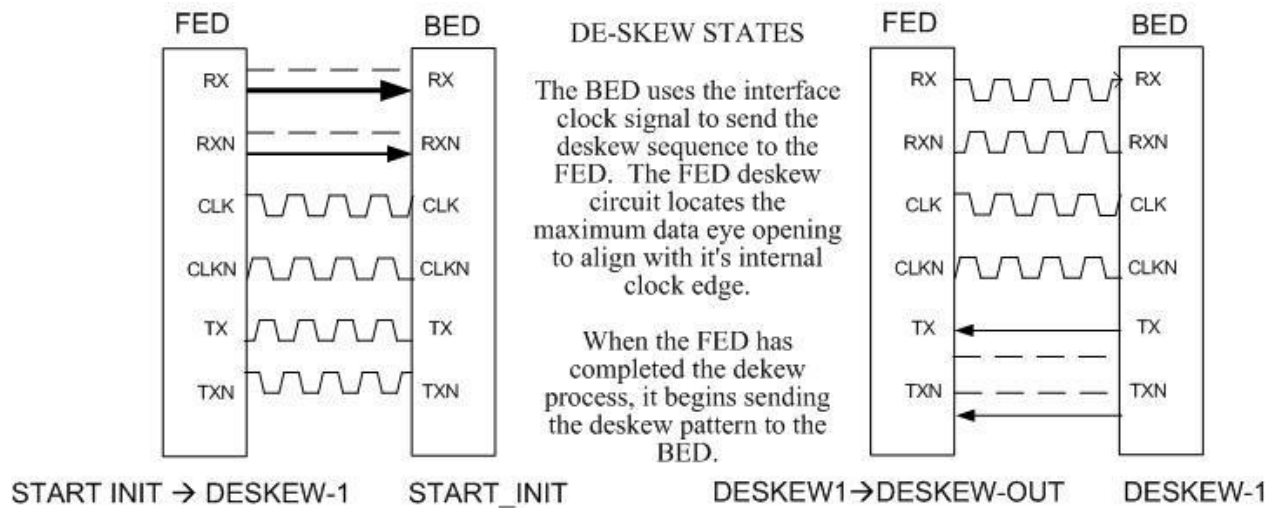 FED
BED
RX
RX
RXN
RXN
CLK
CLK
CLKN
CLKN
TX
TX
TXN
TXN
START INIT → DESKEW-1
START_INIT
DE-SKEW STATES
The BED uses the interface
clock signal to send the
deskew sequence to the
FED. The FED deskew
circuit locates the
maximum data eye opening
to align with it's internal
clock edge.
When the FED has
completed the dekew
process, it begins sending
the deskew pattern to the
BED.
FED
BED
RX
RX
RXN
RXN
CLK
CLK
CLKN
CLKN
TX
TX
TXN
TXN
DESKEW1→DESKEW-OUT
DESKEW-1